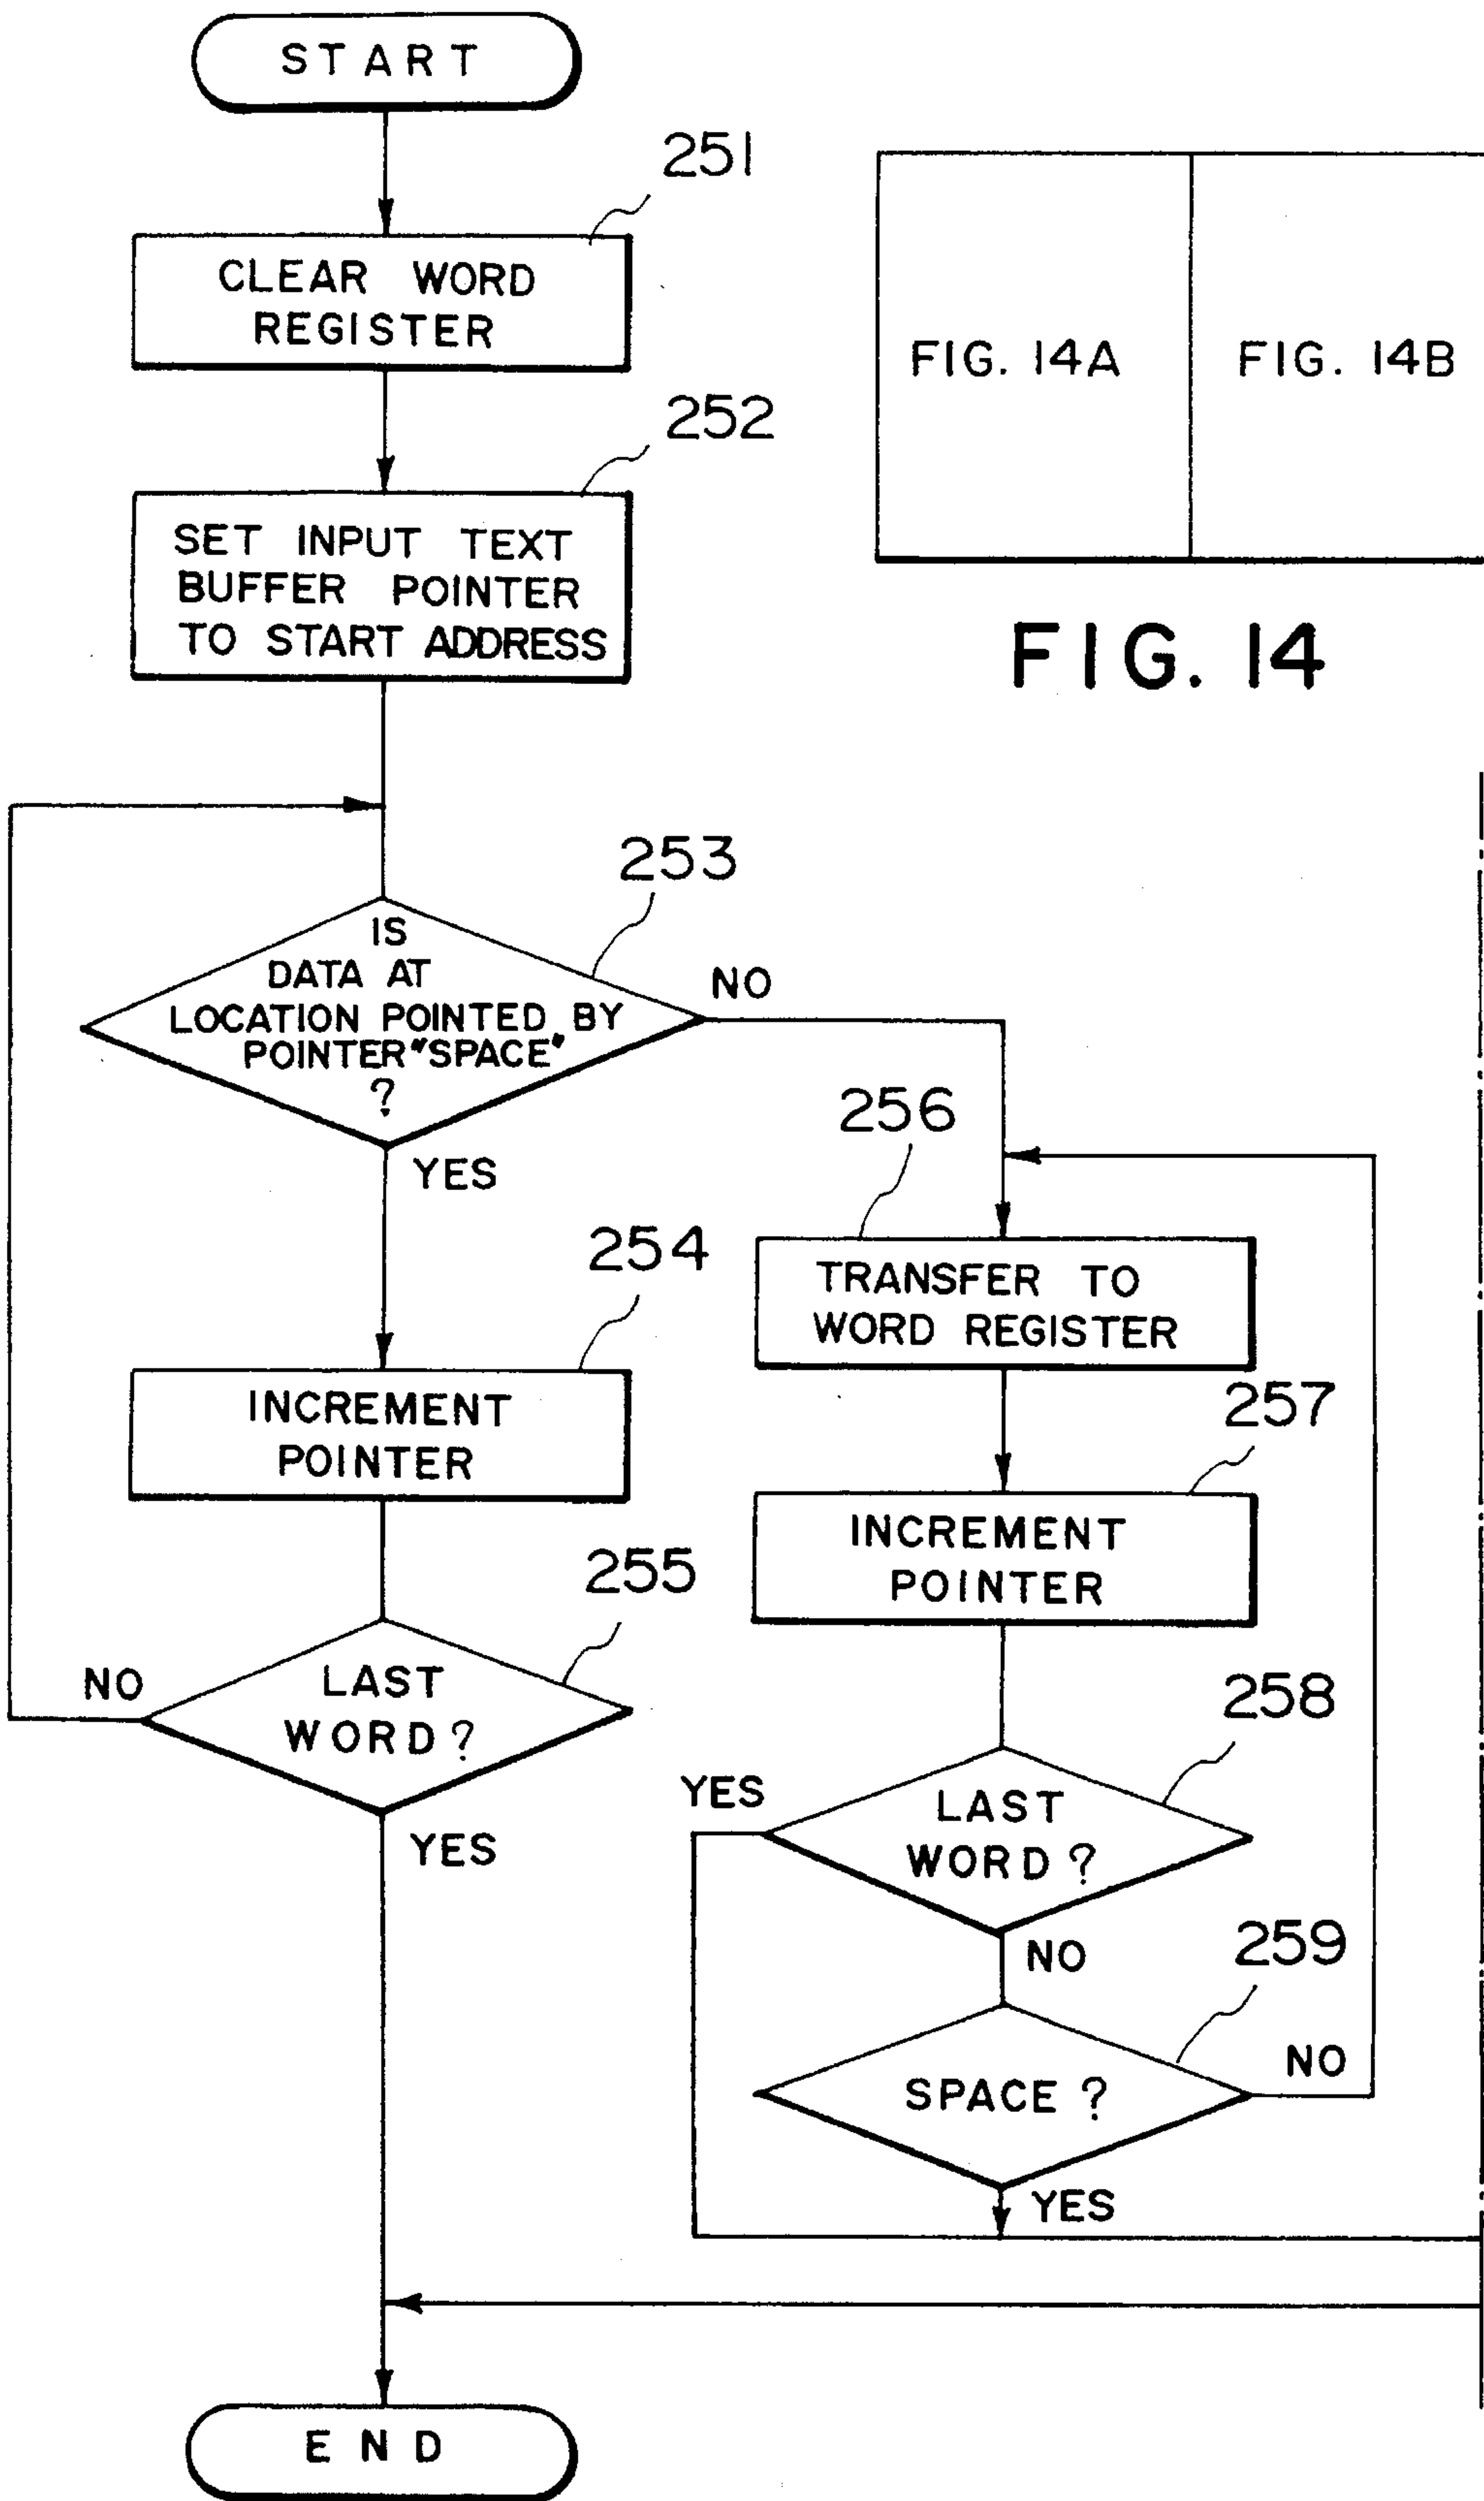 START
251
CLEAR WORD
REGISTER
252
SET INPUT TEXT
BUFFER POINTER
TO START ADDRESS
FIG. 14A
FIG. 14B
FIG. 14
253
IS
DATA AT
LOCATION POINTED BY
POINTER "SPACE"
?
NO
YES
254
INCREMENT
POINTER
255
LAST
WORD?
NO
YES
256
TRANSFER TO
WORD REGISTER
257
INCREMENT
POINTER
258
LAST
WORD?
YES
NO
259
SPACE?
NO
YES
END